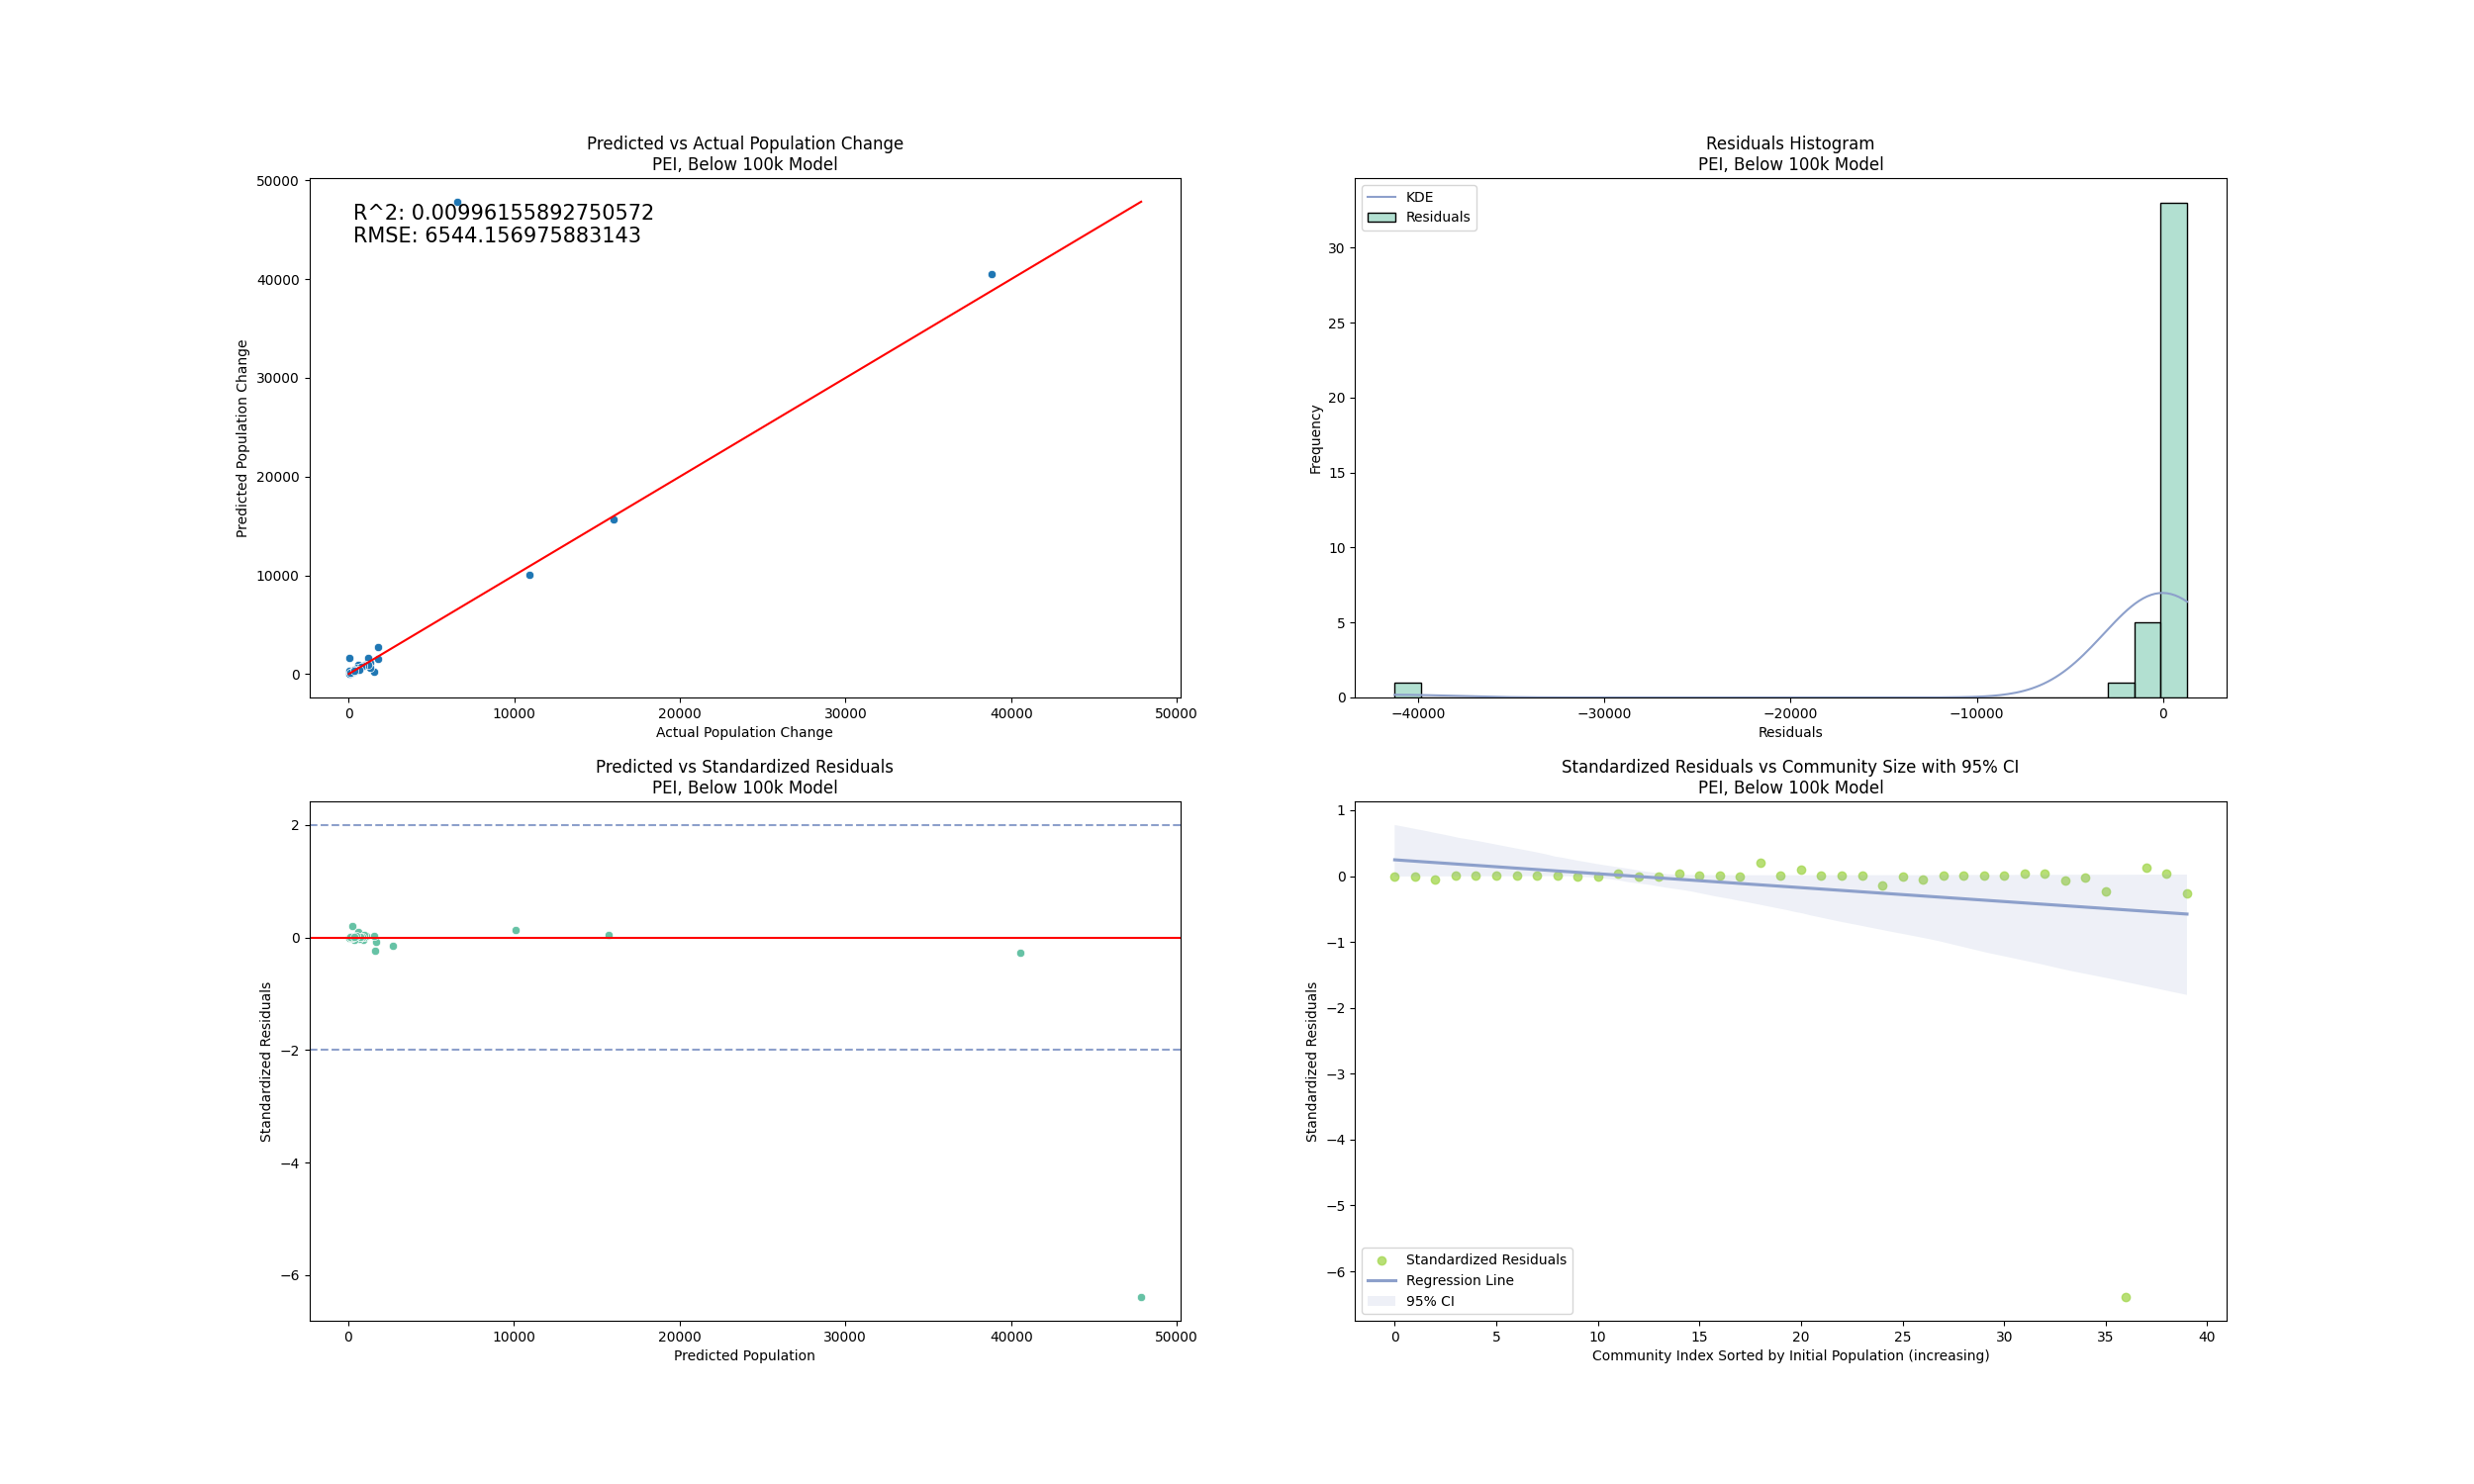 Predicted vs Actual Population Change
PEI, Below 100k Model
R^2: 0.00996155892750572
RMSE: 6544.156975883143
50000
40000
30000
20000
10000
0
Predicted Population Change
0
10000
20000
30000
40000
50000
Actual Population Change
Residuals Histogram
PEI, Below 100k Model
KDE
Residuals
30
25
20
15
10
5
0
Frequency
−40000
−30000
−20000
−10000
0
Residuals
Predicted vs Standardized Residuals
PEI, Below 100k Model
2
0
−2
−4
−6
Standardized Residuals
0
10000
20000
30000
40000
50000
Predicted Population
Standardized Residuals vs Community Size with 95% CI
PEI, Below 100k Model
1
0
−1
−2
−3
−4
−5
−6
Standardized Residuals
Standardized Residuals
Regression Line
95% CI
0
5
10
15
20
25
30
35
40
Community Index Sorted by Initial Population (increasing)